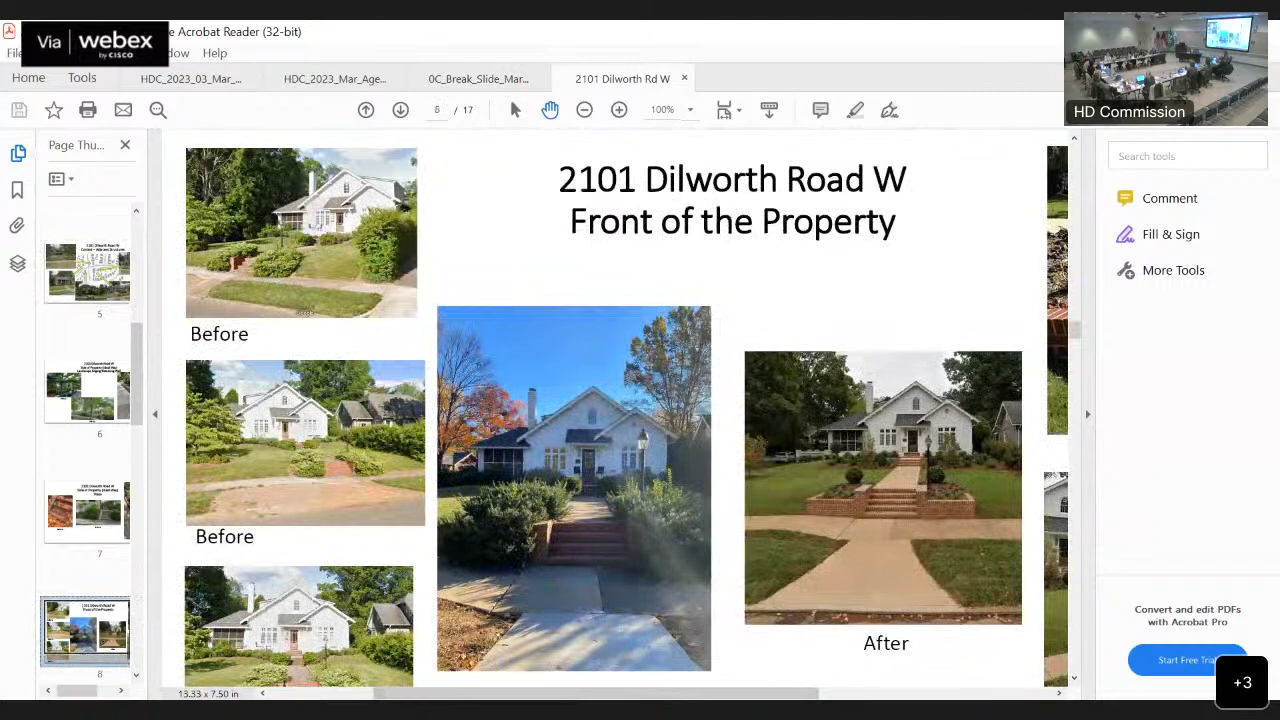 Via webex
by CISCO
e Acrobat Reader (32-bit)
Fil
dow
Help
Home
Tools
HDC_2023_03_Mar_...
HDC_2023_Mar_Age...
0C_Break_Slide_Mar...
2101 Dilworth Rd W
×
/ 17
100%
HD Commission
Page Thu...
Search tools
Comment
Fill & Sign
More Tools
5
6
7
8
2101 Dilworth Road W
Front of the Property
Before
Before
After
Convert and edit PDFs
with Acrobat Pro
Start Free Trial
+3
13.33 x 7.50 in